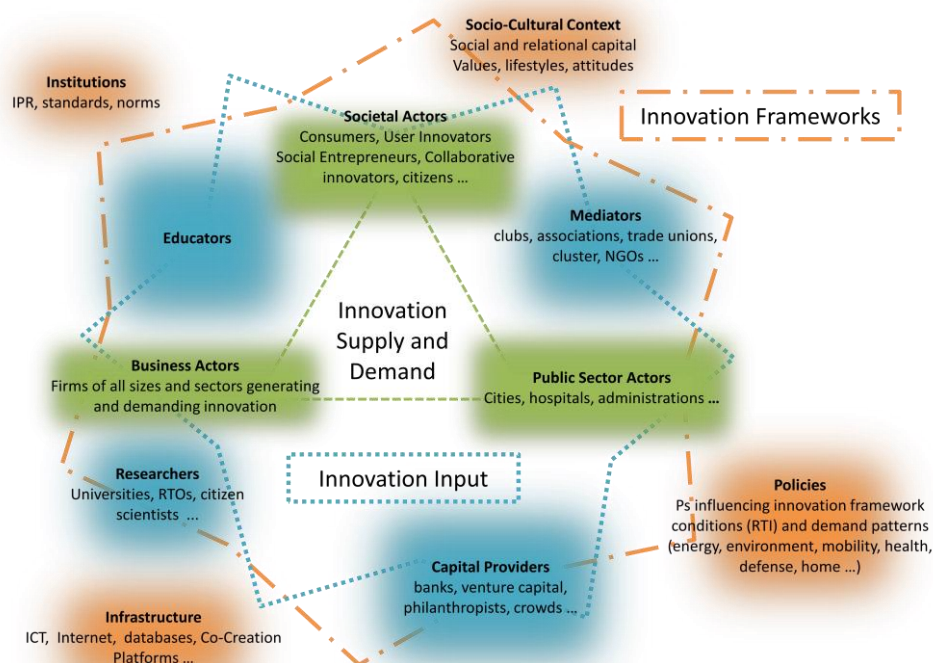 Socio-Cultural Context
Social and relational capital
Values, lifestyles, attitudes
Institutions
IPR, standards, norms
Innovation Frameworks
Societal Actors
Consumers, User Innovators
Social Entrepreneurs, Collaborative
innovators, citizens ...
Educators
Mediators
clubs, associations, trade unions,
cluster, NGOs ...
Innovation
Supply and
Demand
Business Actors
Firms of all sizes and sectors generating
and demanding innovation
Public Sector Actors
Cities, hospitals, administrations ...
Researchers
Universities, RTOs, citizen
scientists ...
Innovation Input
Policies
Ps influencing innovation framework
conditions (RTI) and demand patterns
(energy, environment, mobility, health,
defense, home ...)
Capital Providers
banks, venture capital,
philanthropists, crowds ...
Infrastructure
ICT, Internet, databases, Co-Creation
Platforms ...